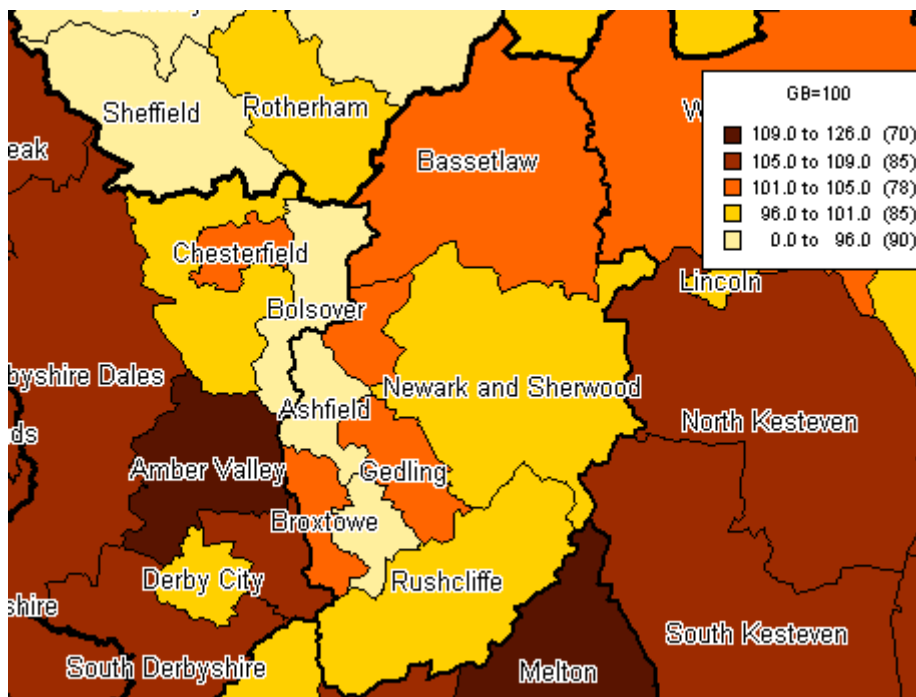 Sheffield
Rotherham
GB=100
W
eak
Bassetlaw
109.0 to 126.0 (70)
105.0 to 109.0 (85)
101.0 to 105.0 (78)
96.0 to 101.0 (85)
0.0 to 96.0 (90)
Chesterfield
Lincoln
Bolsover
byshire Dales
Newark and Sherwood
Ashfield
North Kesteven
ds
Amber Valley
Gedling
Broxtowe
Derby City
Rushcliffe
shire
South Kesteven
South Derbyshire
Melton